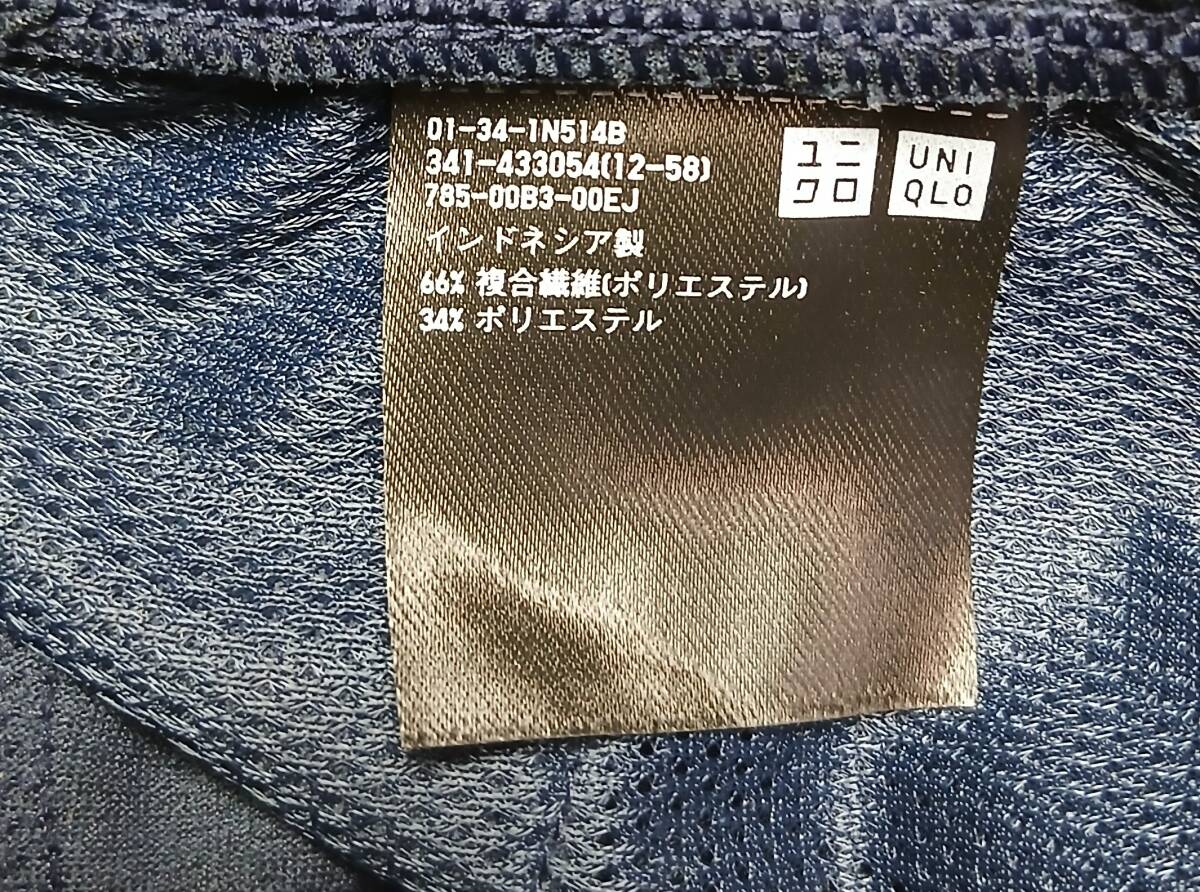 01-34-1N514B
341-433054(12-58)
785-00B3-00EJ
ユニ
クロ
UNI
QLO
インドネシア製
66% 複合繊維(ポリエステル)
34% ポリエステル